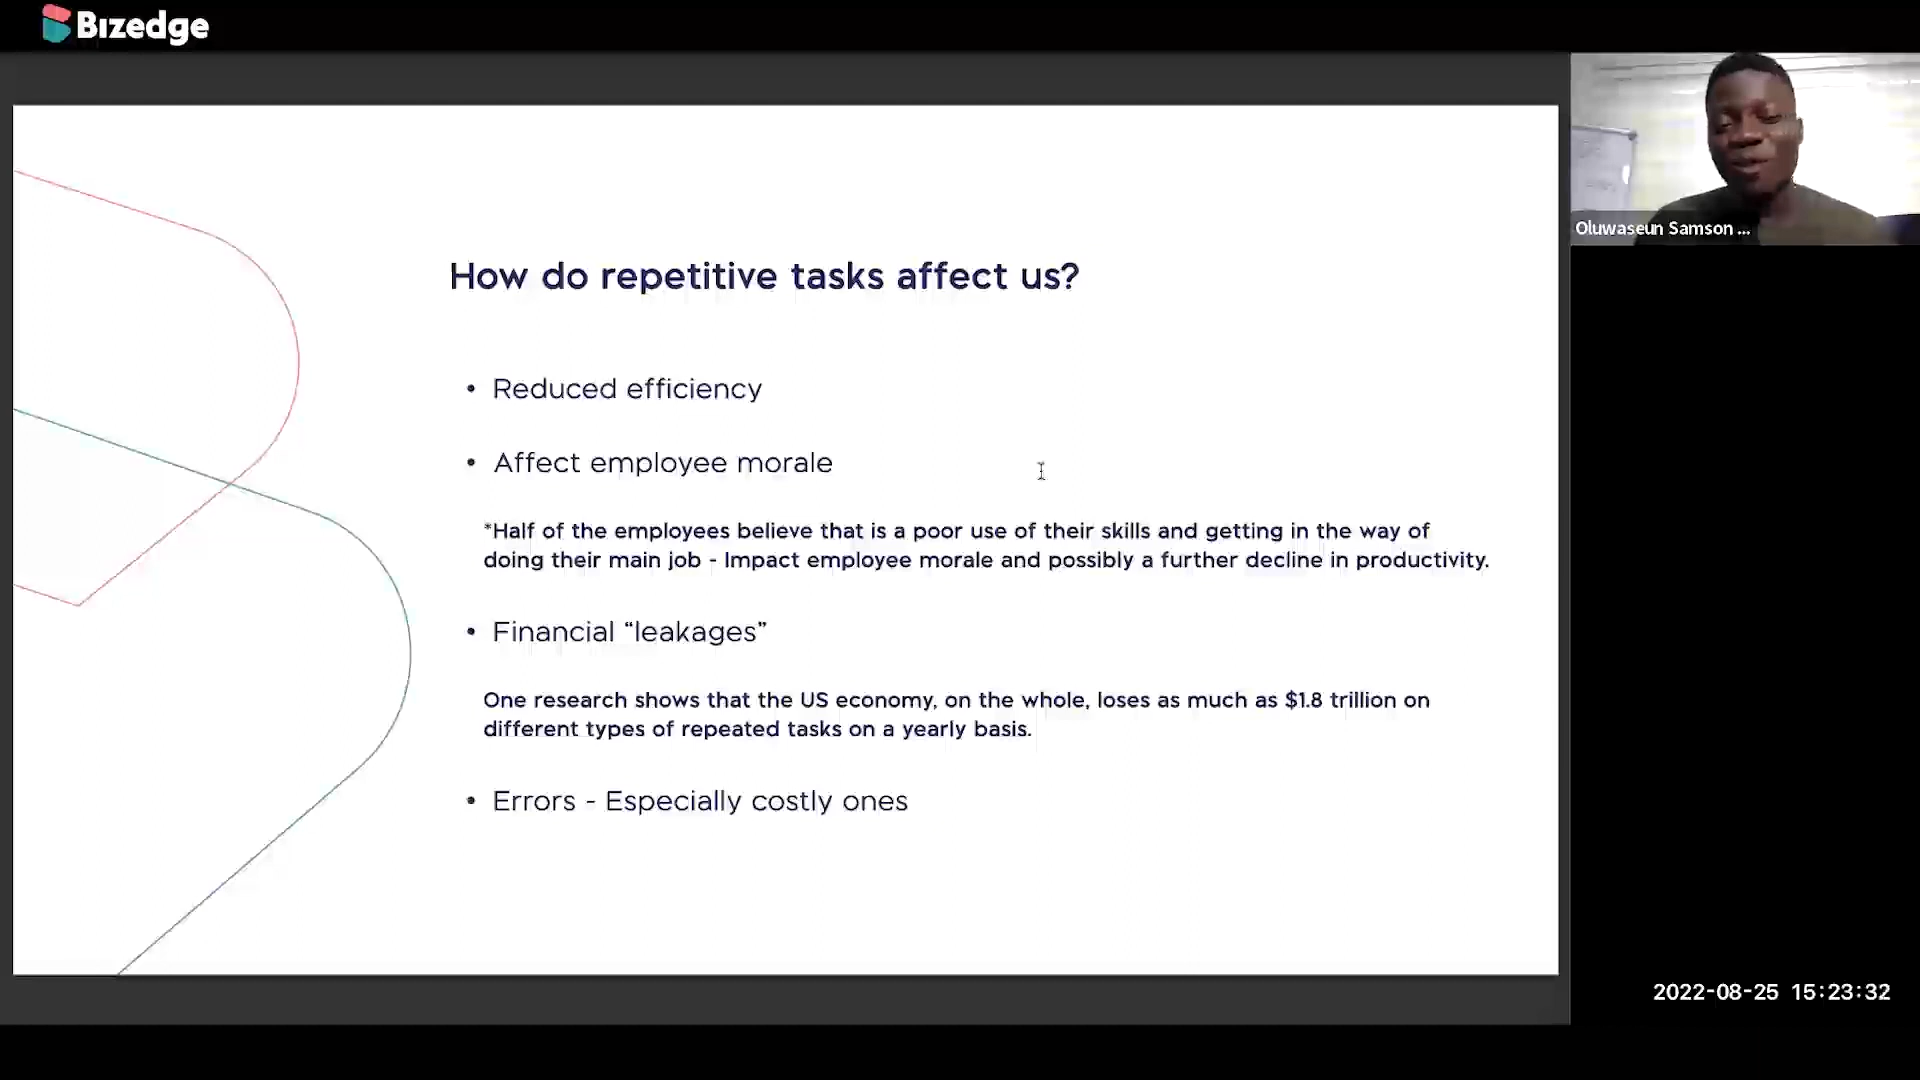 Bizedge
Oluwaseun Samson ...
How do repetitive tasks affect us?
• Reduced efficiency
• Affect employee morale
*Half of the employees believe that is a poor use of their skills and getting in the way of
doing their main job - Impact employee morale and possibly a further decline in productivity.
• Financial “leakages”
One research shows that the US economy, on the whole, loses as much as $1.8 trillion on
different types of repeated tasks on a yearly basis.
• Errors - Especially costly ones
2022-08-25 15:23:32